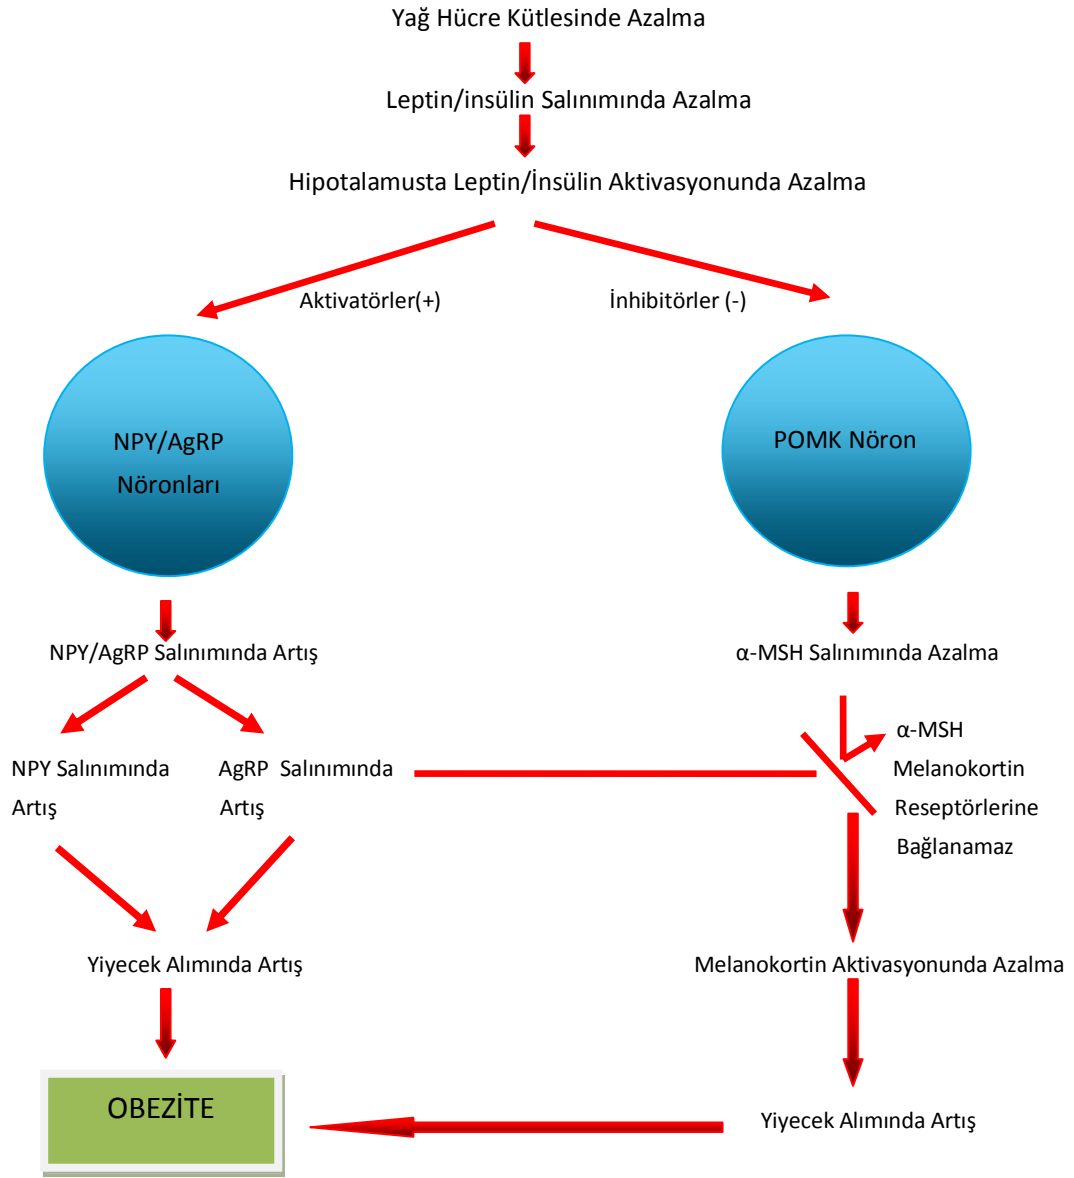 Yağ Hücre Kütlesinde Azalma
Leptin/insülin Salınımında Azalma
Hipotalamusta Leptin/İnsülin Aktivasyonunda Azalma
Aktivatörler(+)
İnhibitörler (-)
NPY/AgRP
Nöronları
POMK Nöron
NPY/AgRP Salınımında Artış
α-MSH Salınımında Azalma
NPY Salınımında
Artış
AgRP Salınımında
Artış
α-MSH
Melanokortin
Reseptörlerine
Bağlanamaz
Yiyecek Alımında Artış
Melanokortin Aktivasyonunda Azalma
OBEZİTE
Yiyecek Alımında Artış